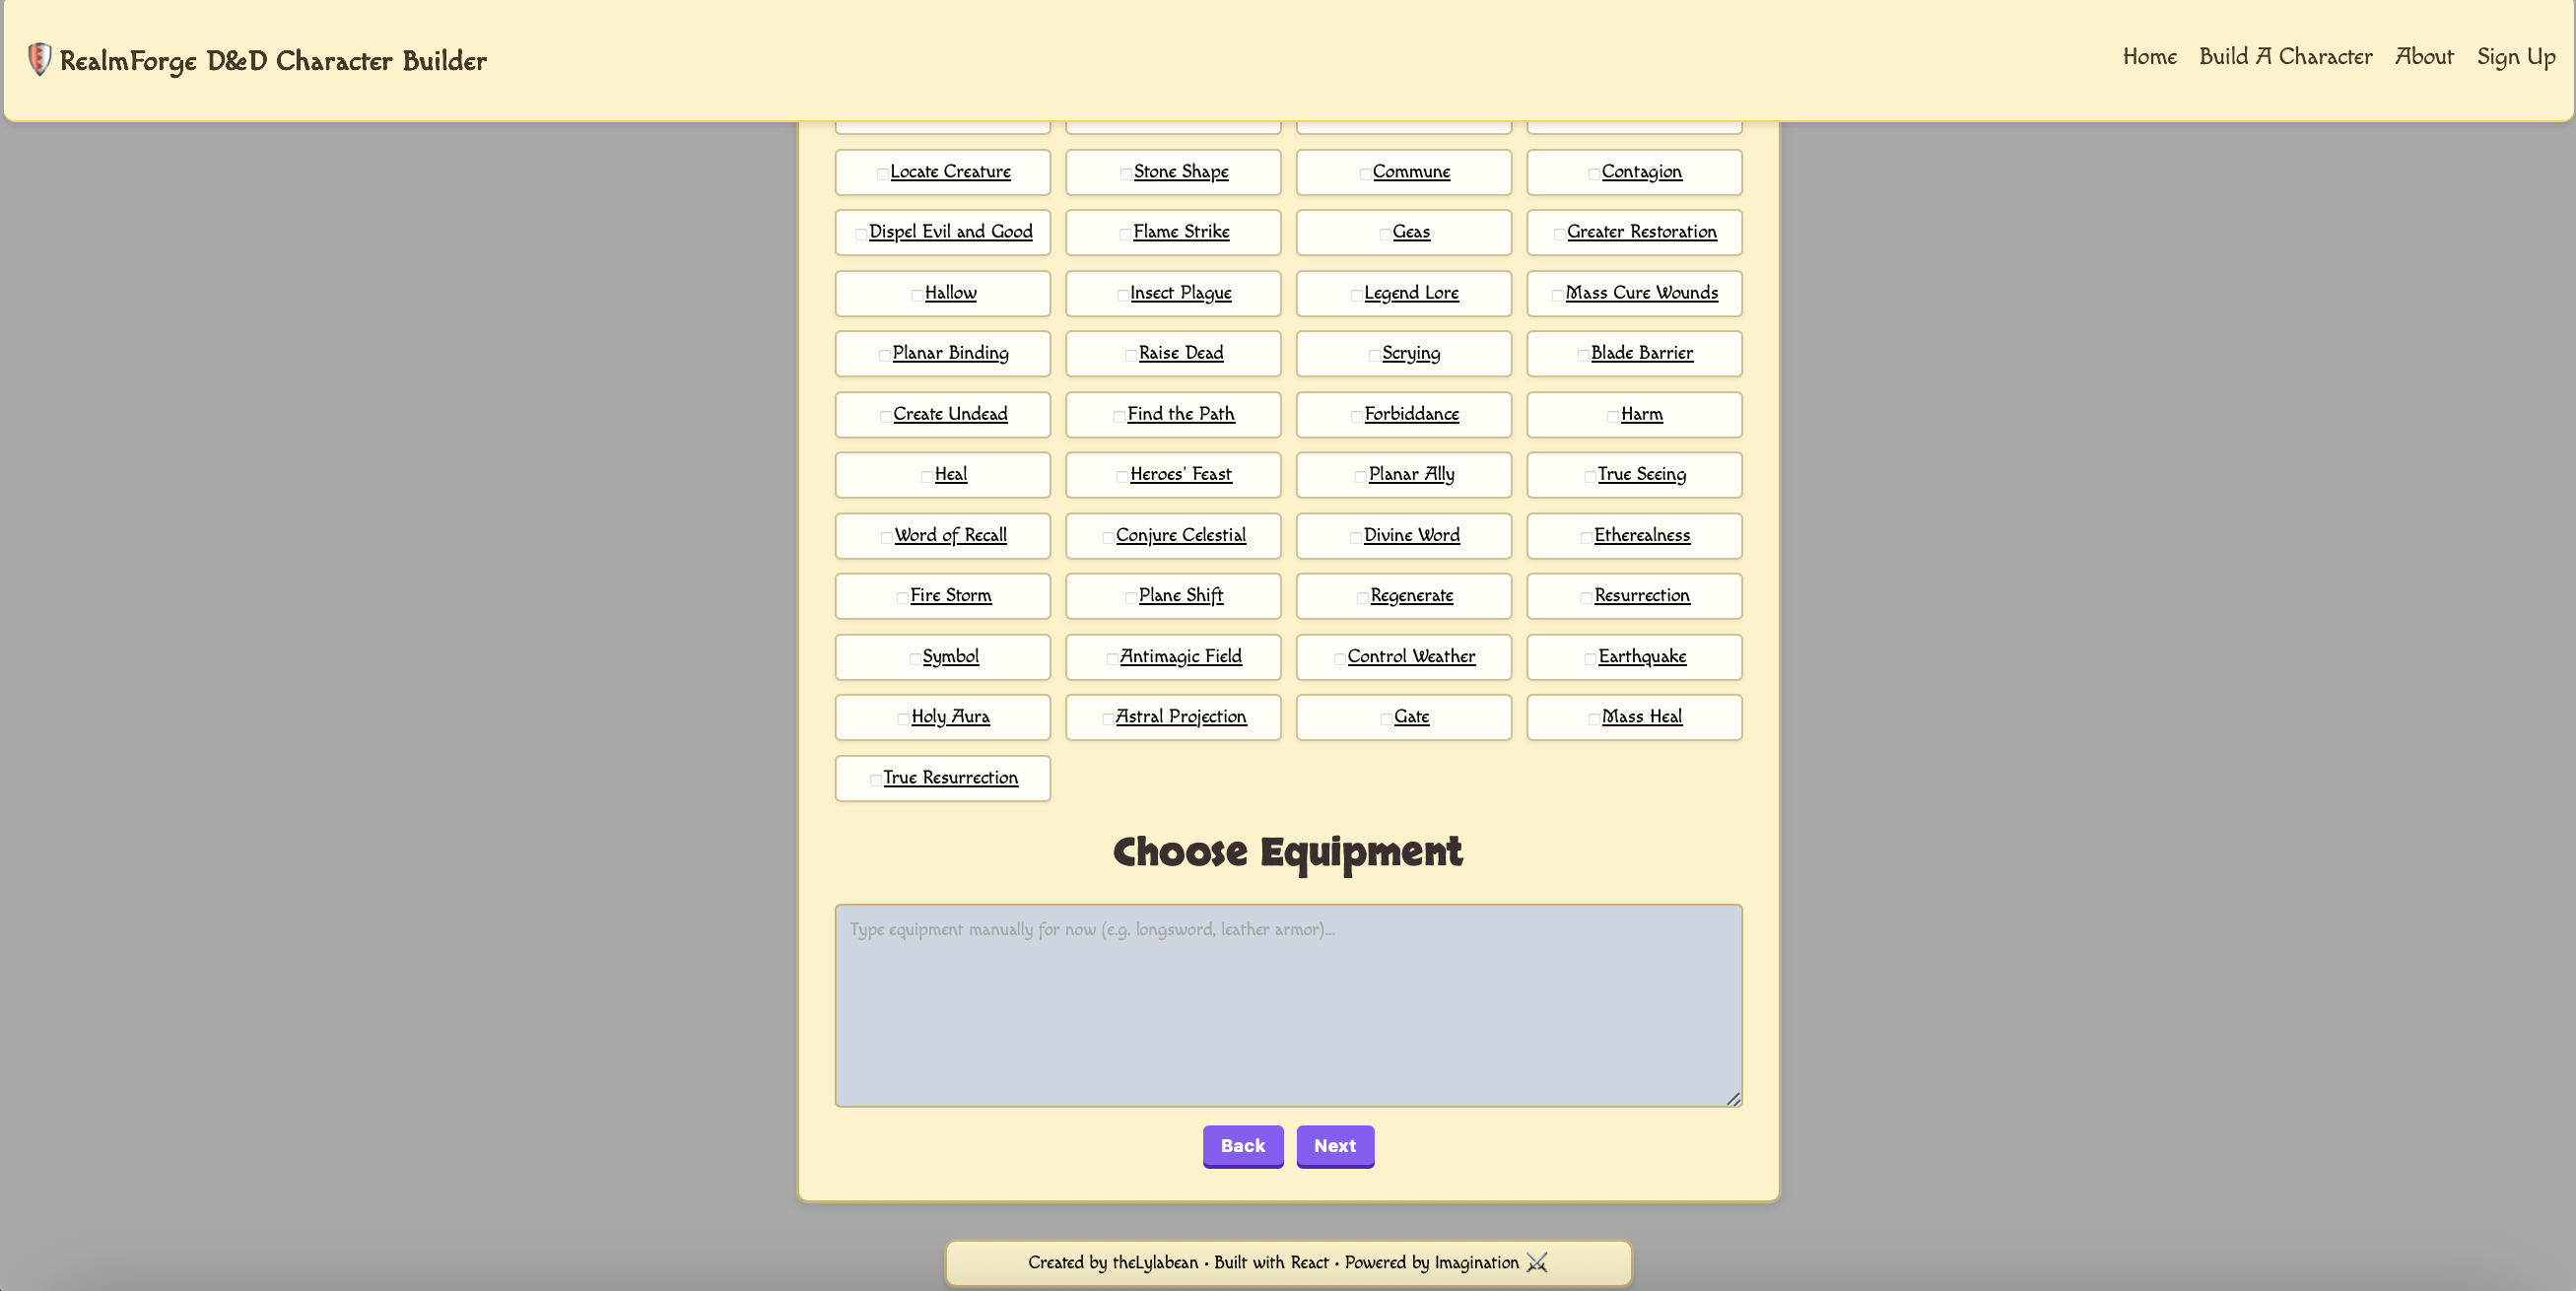 RealmForge D&D Character Builder
Home Build A Character About Sign Up
Locate Creature Stone Shape Commune Contagion
Dispel Evil and Good Flame Strike Geas Greater Restoration
Hallow Insect Plague Legend Lore Mass Cure Wounds
Planar Binding Raise Dead Scrying Blade Barrier
Create Undead Find the Path Forbiddance Harm
Heal Heroes' Feast Planar Ally True Seeing
Word of Recall Conjure Celestial Divine Word Etherealness
Fire Storm Plane Shift Regenerate Resurrection
Symbol Antimagic Field Control Weather Earthquake
Holy Aura Astral Projection Gate Mass Heal
True Resurrection
Choose Equipment
Type equipment manually for now (e.g. longsword, leather armor)...
Back Next
Created by theLylabean • Built with React • Powered by Imagination ⚔